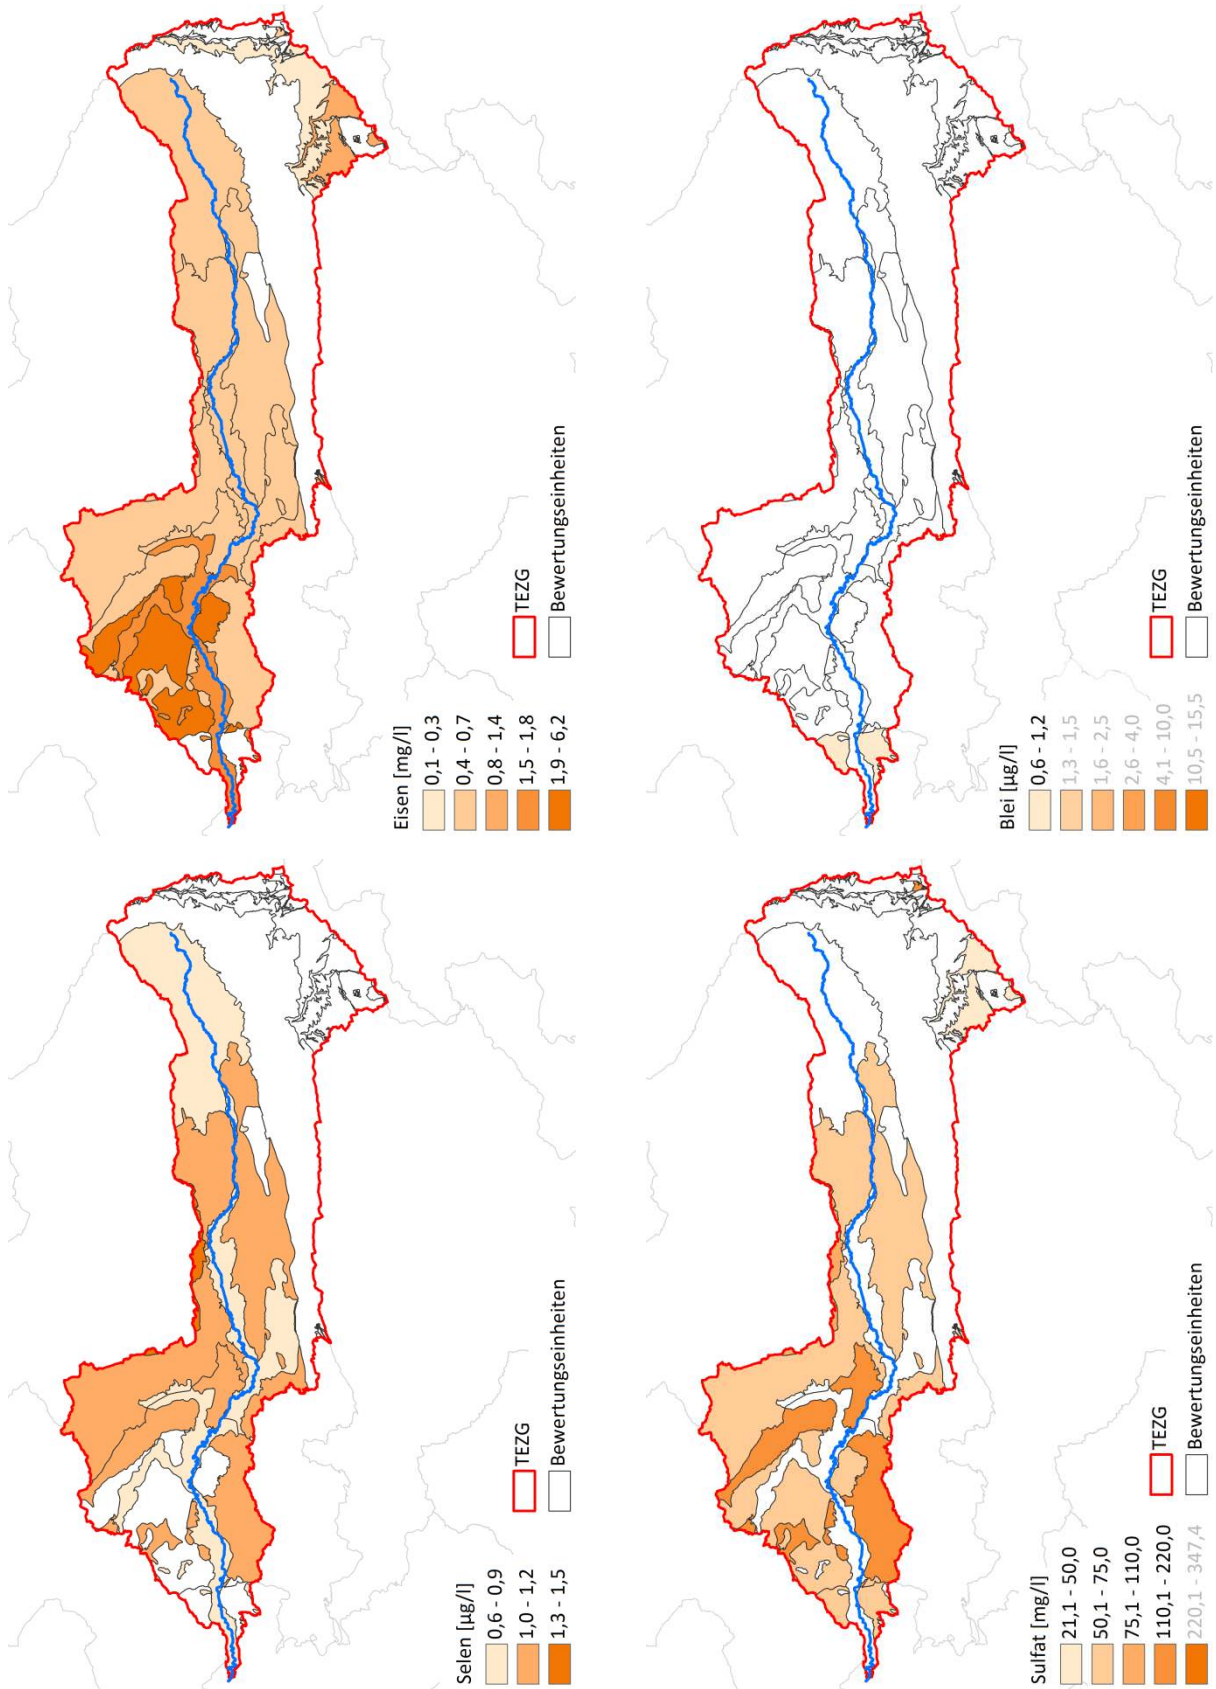 Selen [µg/l]
0,6 - 0,9
1,0 - 1,2
1,3 - 1,5
TEZG
Bewertungseinheiten
Eisen [mg/l]
0,1 - 0,3
0,4 - 0,7
0,8 - 1,4
1,5 - 1,8
1,9 - 6,2
TEZG
Bewertungseinheiten
Sulfat [mg/l]
21,1 - 50,0
50,1 - 75,0
75,1 - 110,0
110,1 - 220,0
220,1 - 347,4
TEZG
Bewertungseinheiten
Blei [µg/l]
0,6 - 1,2
1,3 - 1,5
1,6 - 2,5
2,6 - 4,0
4,1 - 10,0
10,5 - 15,5
TEZG
Bewertungseinheiten